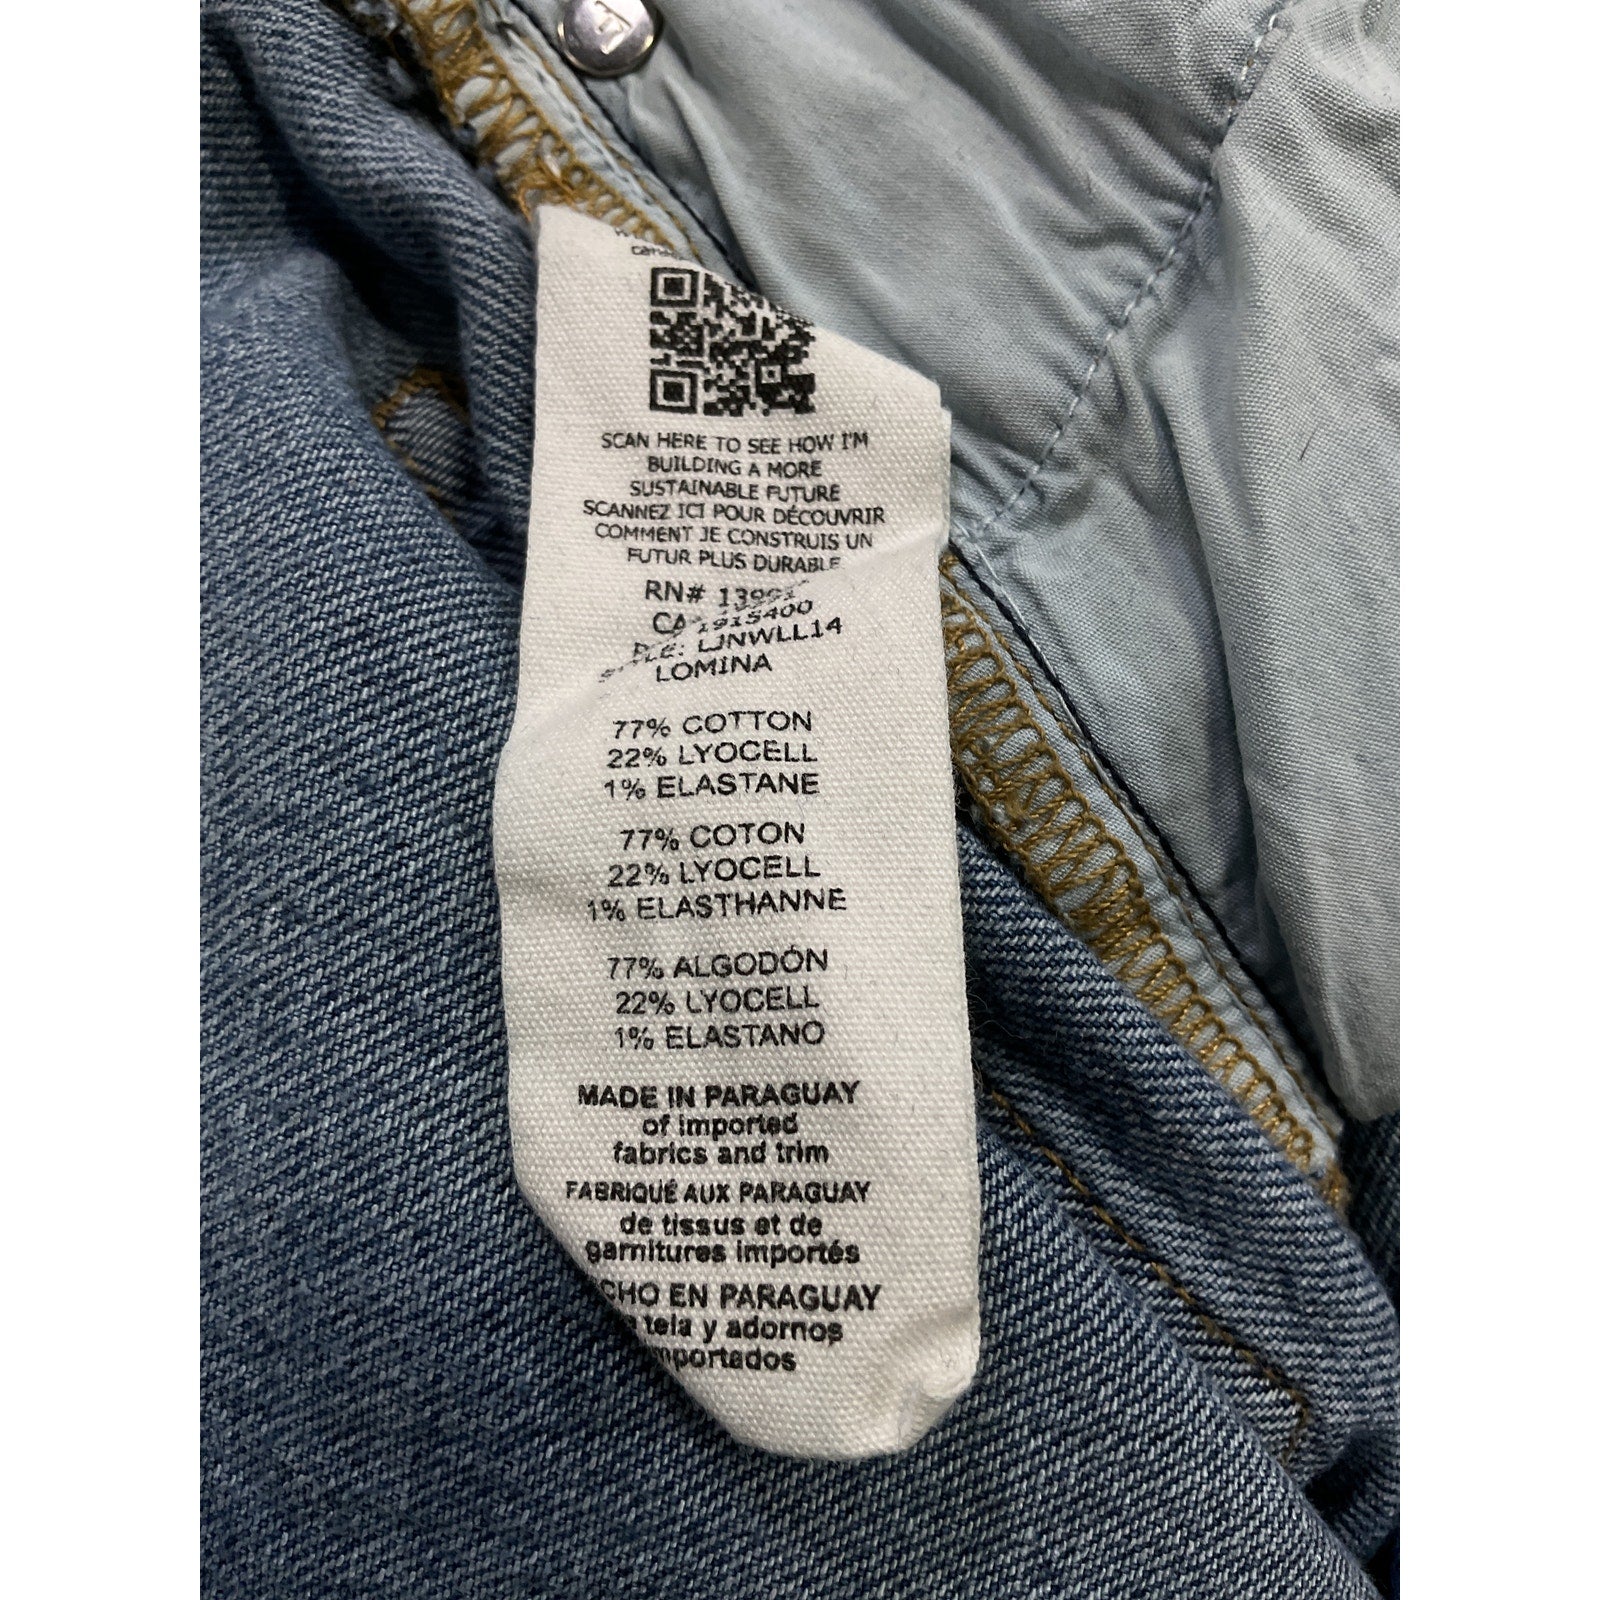 SCAN HERE TO SEE HOW I'M
BUILDING A MORE
SUSTAINABLE FUTURE
SCANNEZ ICI POUR DÉCOUVRIR
COMMENT JE CONSTRUIS UN
FUTUR PLUS DURABLE
RN#
LJNWLL14
LOMINA
77% COTTON
22% LYOCELL
1% ELASTANE
77% COTON
22% LYOCELL
1% ELASTHANNE
77% ALGODÓN
22% LYOCELL
1% ELASTANO
MADE IN PARAGUAY
of imported
fabrics and trim
FABRIQUÉ AUX PARAGUAY
de tissus et de
garnitures importés
CHO EN PARAGUAY
tela y adornos
portados